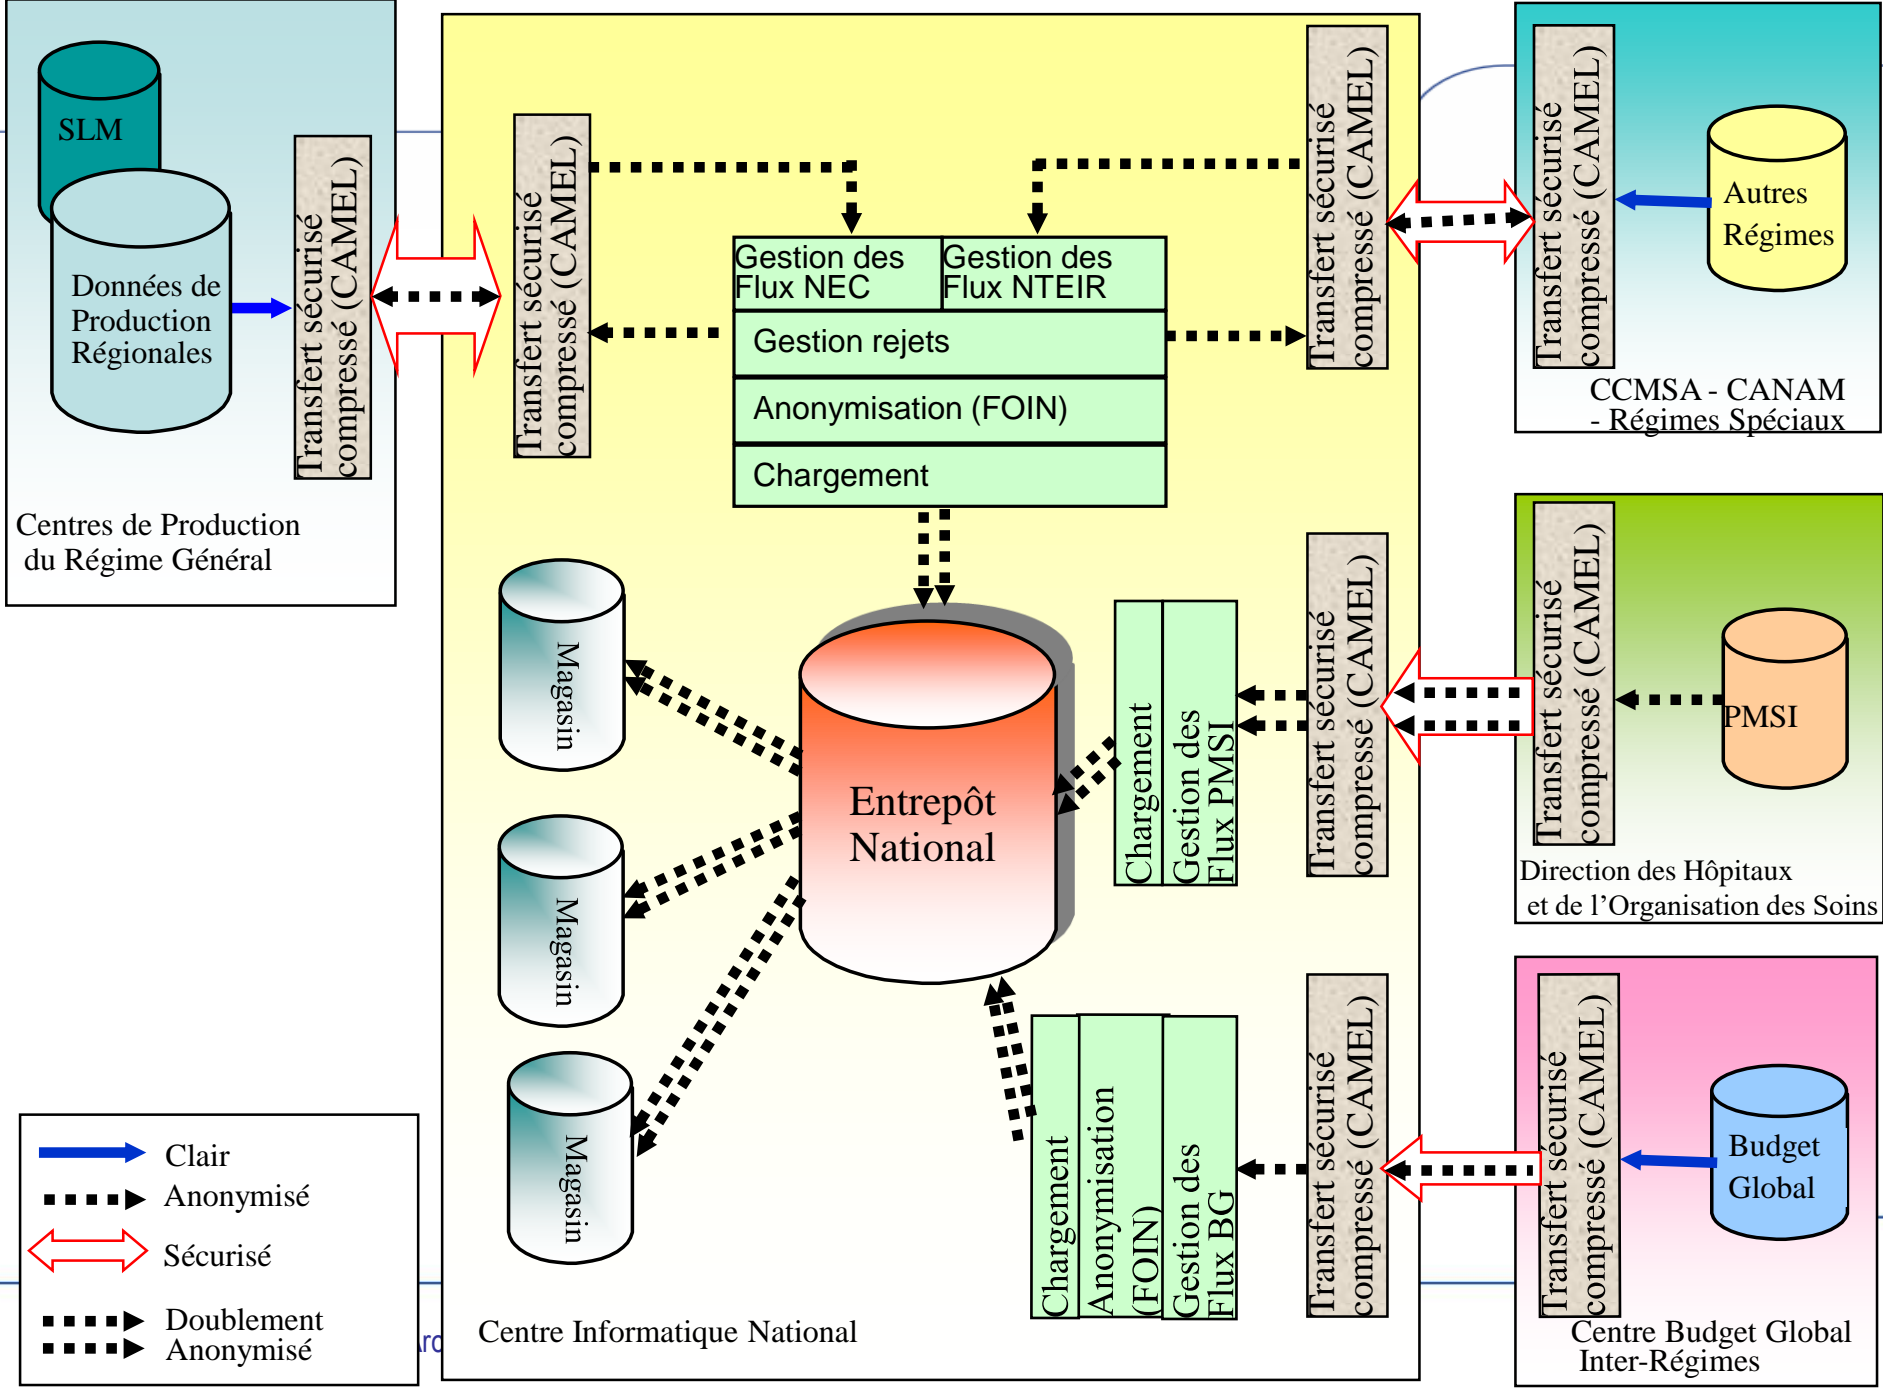 SLM
Données de
Production
Régionales
Transfert sécurisé
compressé (CAMEL)
Centres de Production
du Régime Général
Transfert sécurisé
compressé (CAMEL)
Gestion des
Flux NEC
Gestion des
Flux NTEIR
Gestion rejets
Anonymisation (FOIN)
Chargement
Transfert sécurisé
compressé (CAMEL)
Transfert sécurisé
compressé (CAMEL)
Autres
Régimes
CCMSA - CANAM
- Régimes Spéciaux
Magasin
Magasin
Magasin
Entrepôt
National
Chargement
Gestion des
Flux PMSI
Transfert sécurisé
compressé (CAMEL)
Transfert sécurisé
compressé (CAMEL)
PMSI
Direction des Hôpitaux
et de l'Organisation des Soins
Chargement
Anonymisation
(FOIN)
Gestion des
Flux BG
Transfert sécurisé
compressé (CAMEL)
Transfert sécurisé
compressé (CAMEL)
Budget
Global
Centre Budget Global
Inter-Régimes
Centre Informatique National
Clair
Anonymisé
Sécurisé
Doublement
Anonymisé